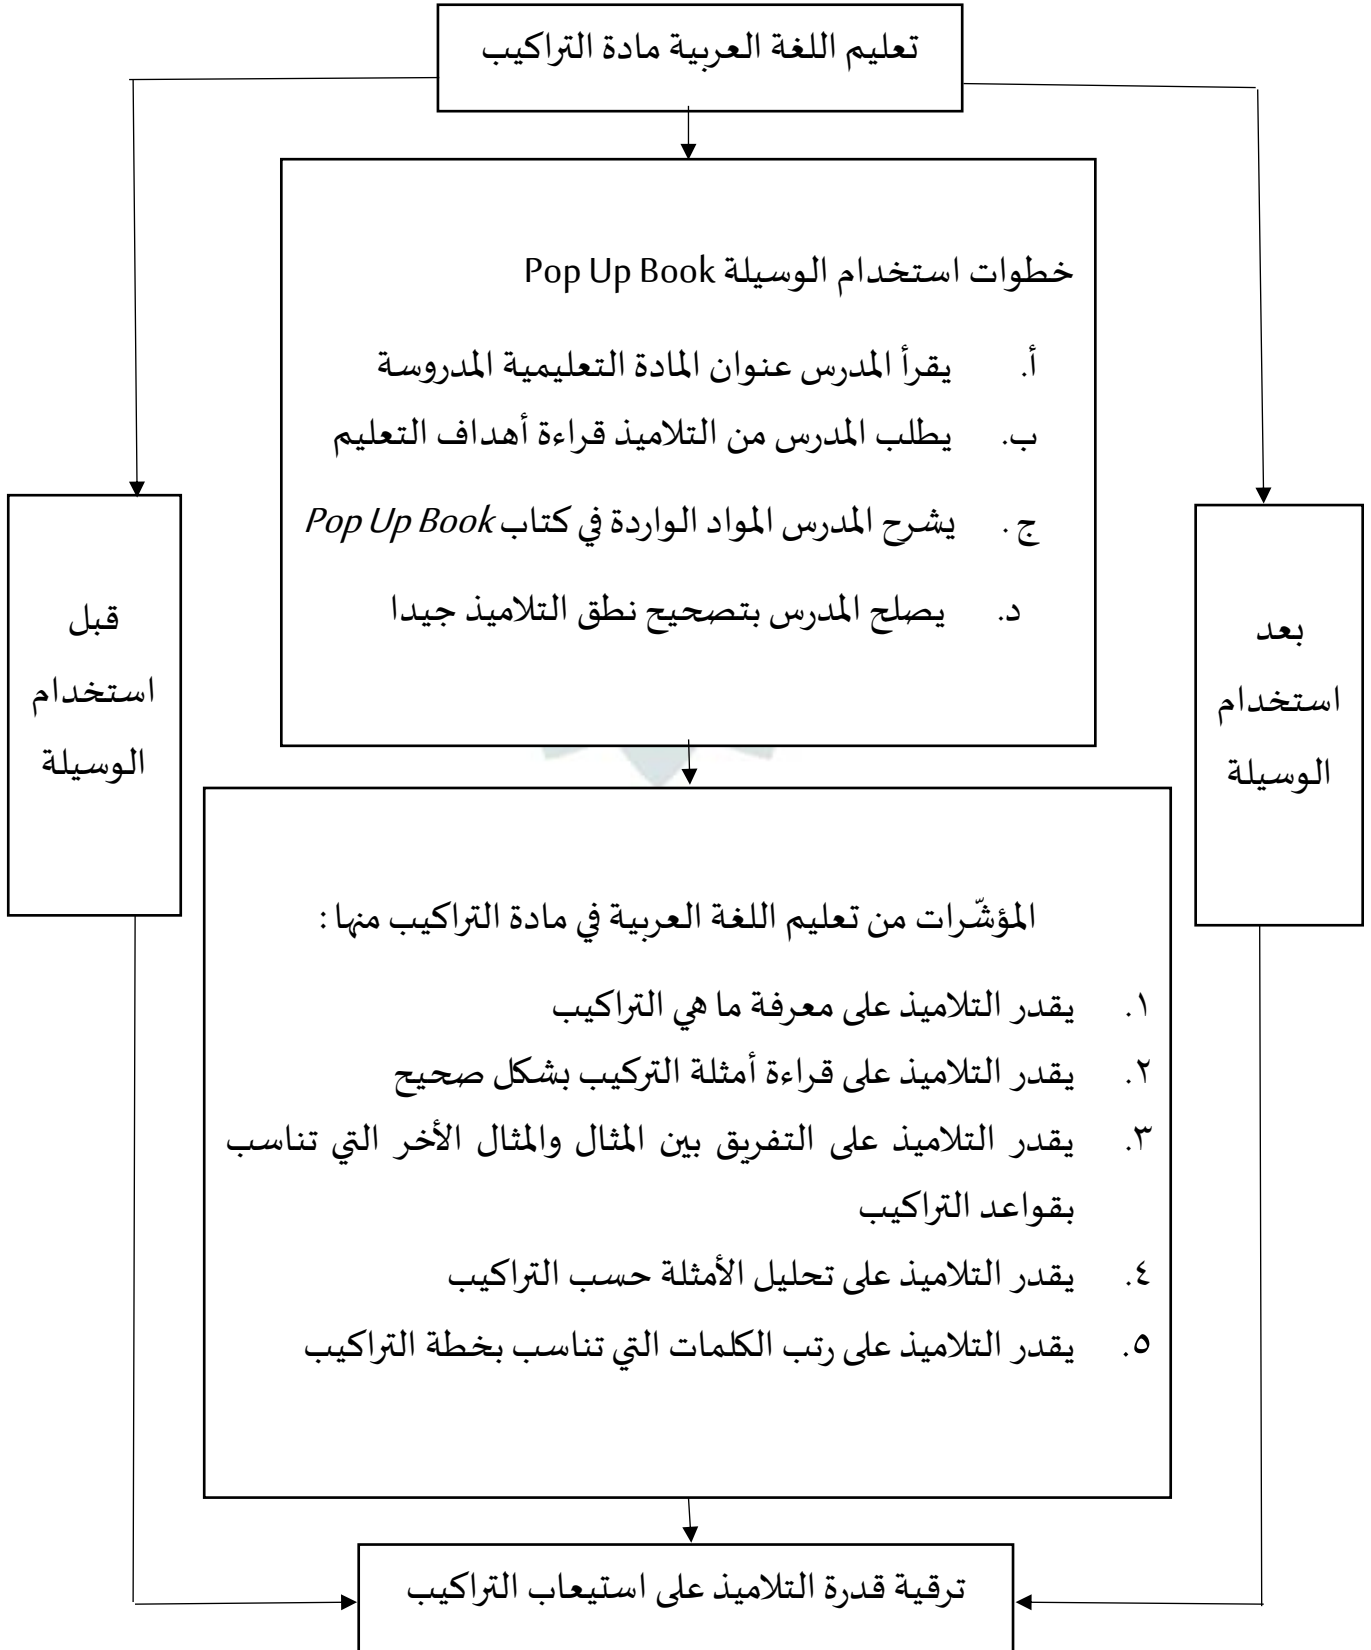 تعليم اللغة العربية مادة التراكيب
خطوات استخدام الوسيلة Pop Up Book
أ. يقرأ المدرس عنوان المادة التعليمية المدروسة
ب. يطلب المدرس من التلاميذ قراءة أهداف التعليم
ج. يشرح المدرس المواد الواردة في كتاب Pop Up Book
د. يصلح المدرس بتصحيح نطق التلاميذ جيدا
بعد
استخدام
الوسيلة
قبل
استخدام
الوسيلة
المؤشّرات من تعليم اللغة العربية في مادة التراكيب منها :
١. يقدر التلاميذ على معرفة ما هي التراكيب
٢. يقدر التلاميذ على قراءة أمثلة التركيب بشكل صحيح
٣. يقدر التلاميذ على التفريق بين المثال والمثال الأخر التي تناسب
بقواعد التراكيب
٤. يقدر التلاميذ على تحليل الأمثلة حسب التراكيب
٥. يقدر التلاميذ على رتب الكلمات التي تناسب بخطة التراكيب
ترقية قدرة التلاميذ على استيعاب التراكيب